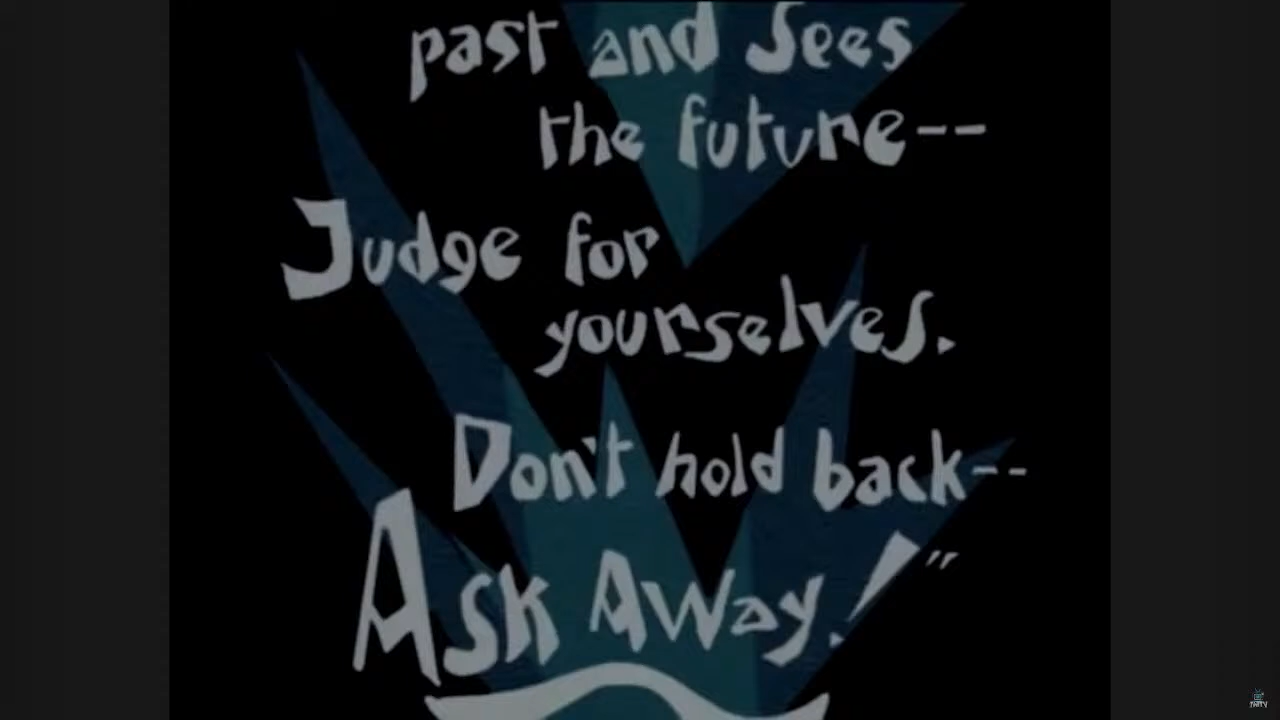 past and Sees
the future--
Judge for
yourselves.
Don't hold back--
Ask Away!"